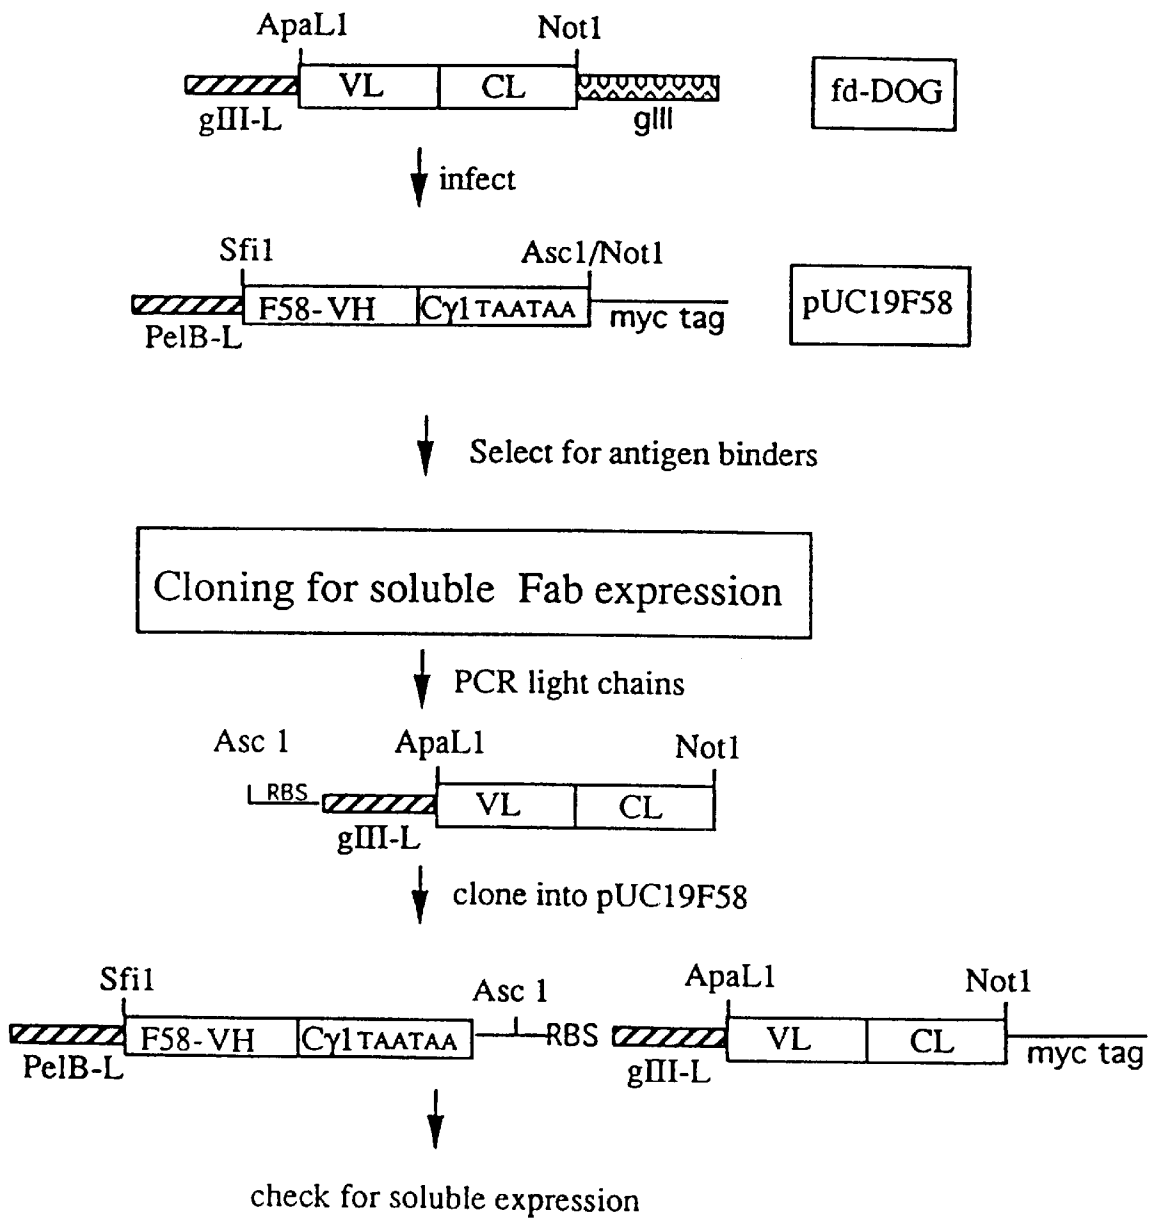 ApaL1 Not1
VL CL
fd-DOG
gIII-L gIII
infect
Sfi1 Asc1/Not1
F58-VH Cγ1 TAATAA
pUC19F58
PelB-L myc tag
Select for antigen binders
Cloning for soluble Fab expression
PCR light chains
Asc 1 ApaL1 Not1
RBS VL CL
gIII-L
clone into pUC19F58
Sfi1 Asc 1 ApaL1 Not1
F58-VH Cγ1 TAATAA RBS VL CL
PelB-L gIII-L myc tag
check for soluble expression